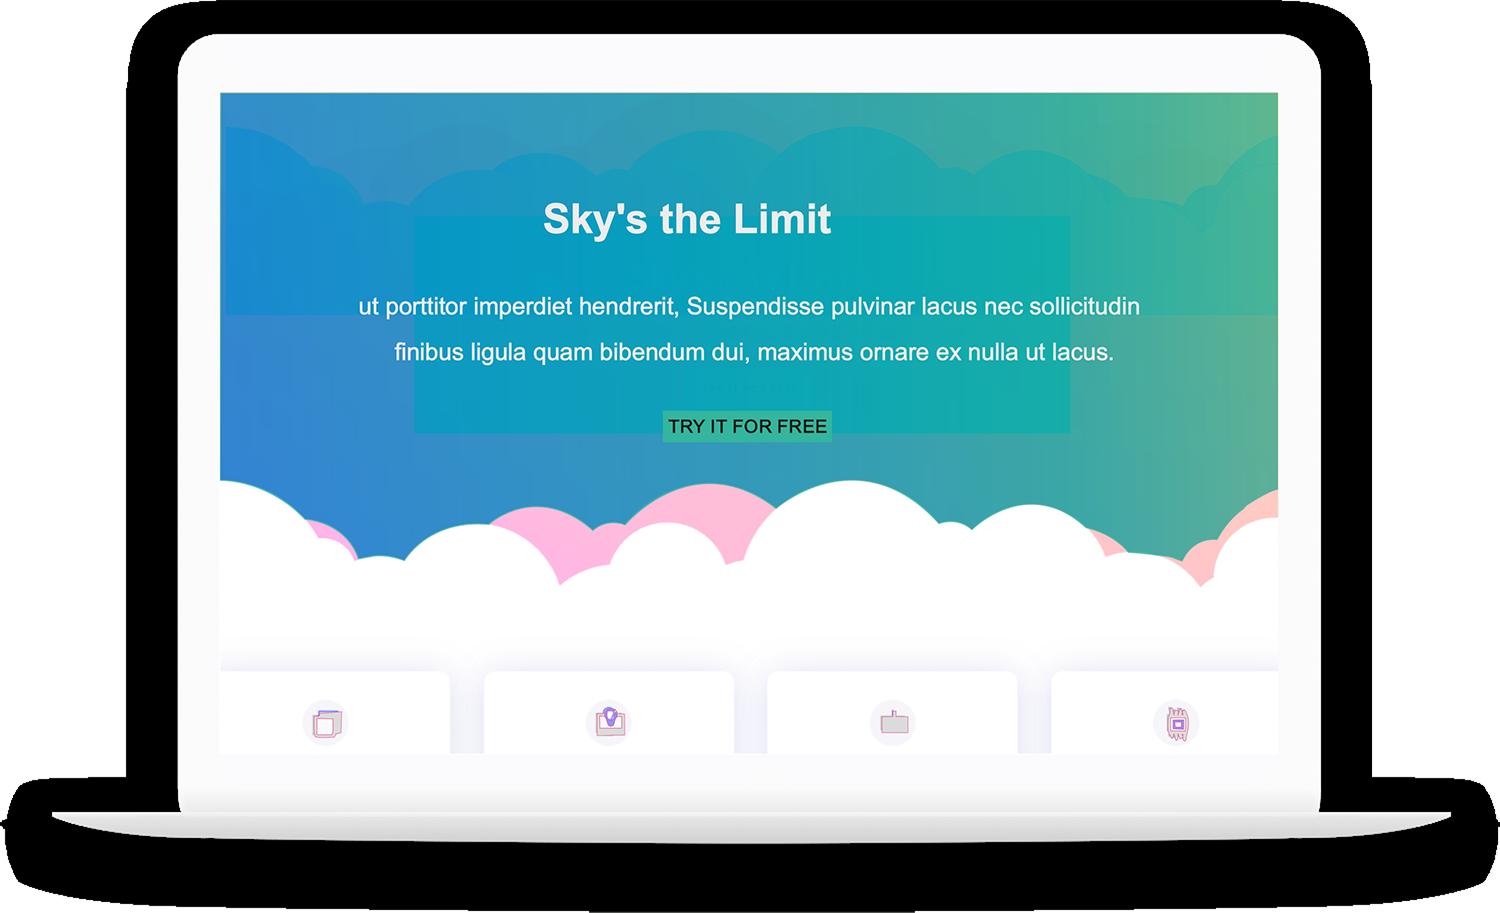 Sky's the Limit
ut porttitor imperdiet hendrerit, Suspendisse pulvinar lacus nec sollicitudin
finibus ligula quam bibendum dui, maximus ornare ex nulla ut lacus.
TRY IT FOR FREE